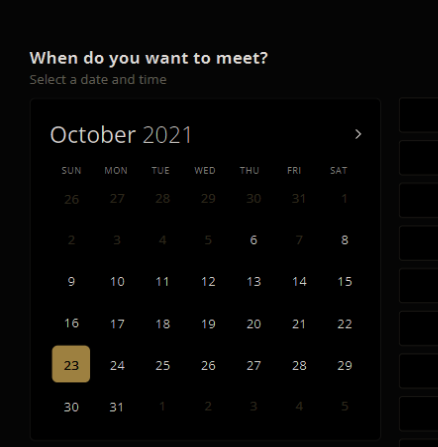 When do you want to meet?
Select a date and time
October 2021 >
SUN MON TUE WED THU FRI SAT
26 27 28 29 30 31 1
2 3 4 5 6 7 8
9 10 11 12 13 14 15
16 17 18 19 20 21 22
23 24 25 26 27 28 29
30 31 1 2 3 4 5